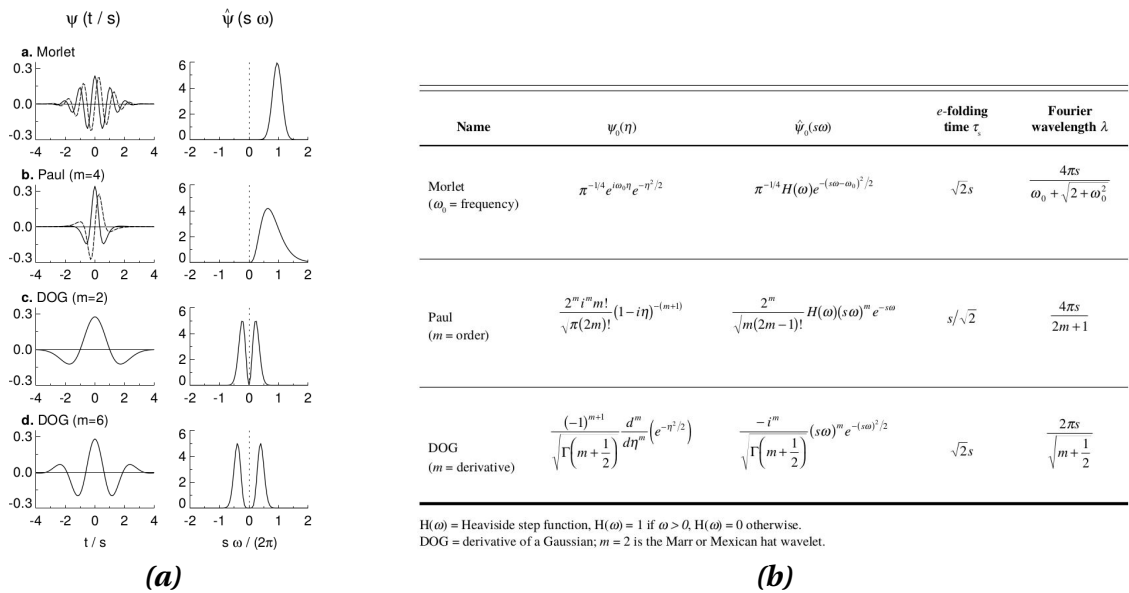 ψ (t / s)
ψ̂ (s ω)
a. Morlet
0.3
0.0
-0.3
-4 -2 0 2 4
6
4
2
0
-2 -1 0 1 2
b. Paul (m=4)
0.3
0.0
-0.3
-4 -2 0 2 4
6
4
2
0
-2 -1 0 1 2
c. DOG (m=2)
0.3
0.0
-0.3
-4 -2 0 2 4
6
4
2
0
-2 -1 0 1 2
d. DOG (m=6)
0.3
0.0
-0.3
-4 -2 0 2 4
t / s
6
4
2
0
-2 -1 0 1 2
s ω / (2π)
(a)
Name ψ₀(η) ψ̂₀(sω) e-folding time τₛ Fourier wavelength λ
Morlet (ω₀ = frequency) π^{-1/4} e^{iω₀η} e^{-η²/2} π^{-1/4} H(ω) e^{-(sω-ω₀)²/2} √2s 4πs / (ω₀ + √(2 + ω₀²))
Paul (m = order) (2^m i^m m! / √(π(2m)!)) (1 − iη)^{-(m+1)} (2^m / √(m(2m−1)!)) H(ω)(sω)^m e^{-sω} s/√2 4πs / (2m+1)
DOG (m = derivative) ((-1)^{m+1} / √(Γ(m + 1/2))) d^m/dη^m (e^{-η²/2}) (-i^m / √(Γ(m + 1/2))) (sω)^m e^{-(sω)²/2} √2s 2πs / √(m + 1/2)
H(ω) = Heaviside step function, H(ω) = 1 if ω > 0, H(ω) = 0 otherwise.
DOG = derivative of a Gaussian; m = 2 is the Marr or Mexican hat wavelet.
(b)